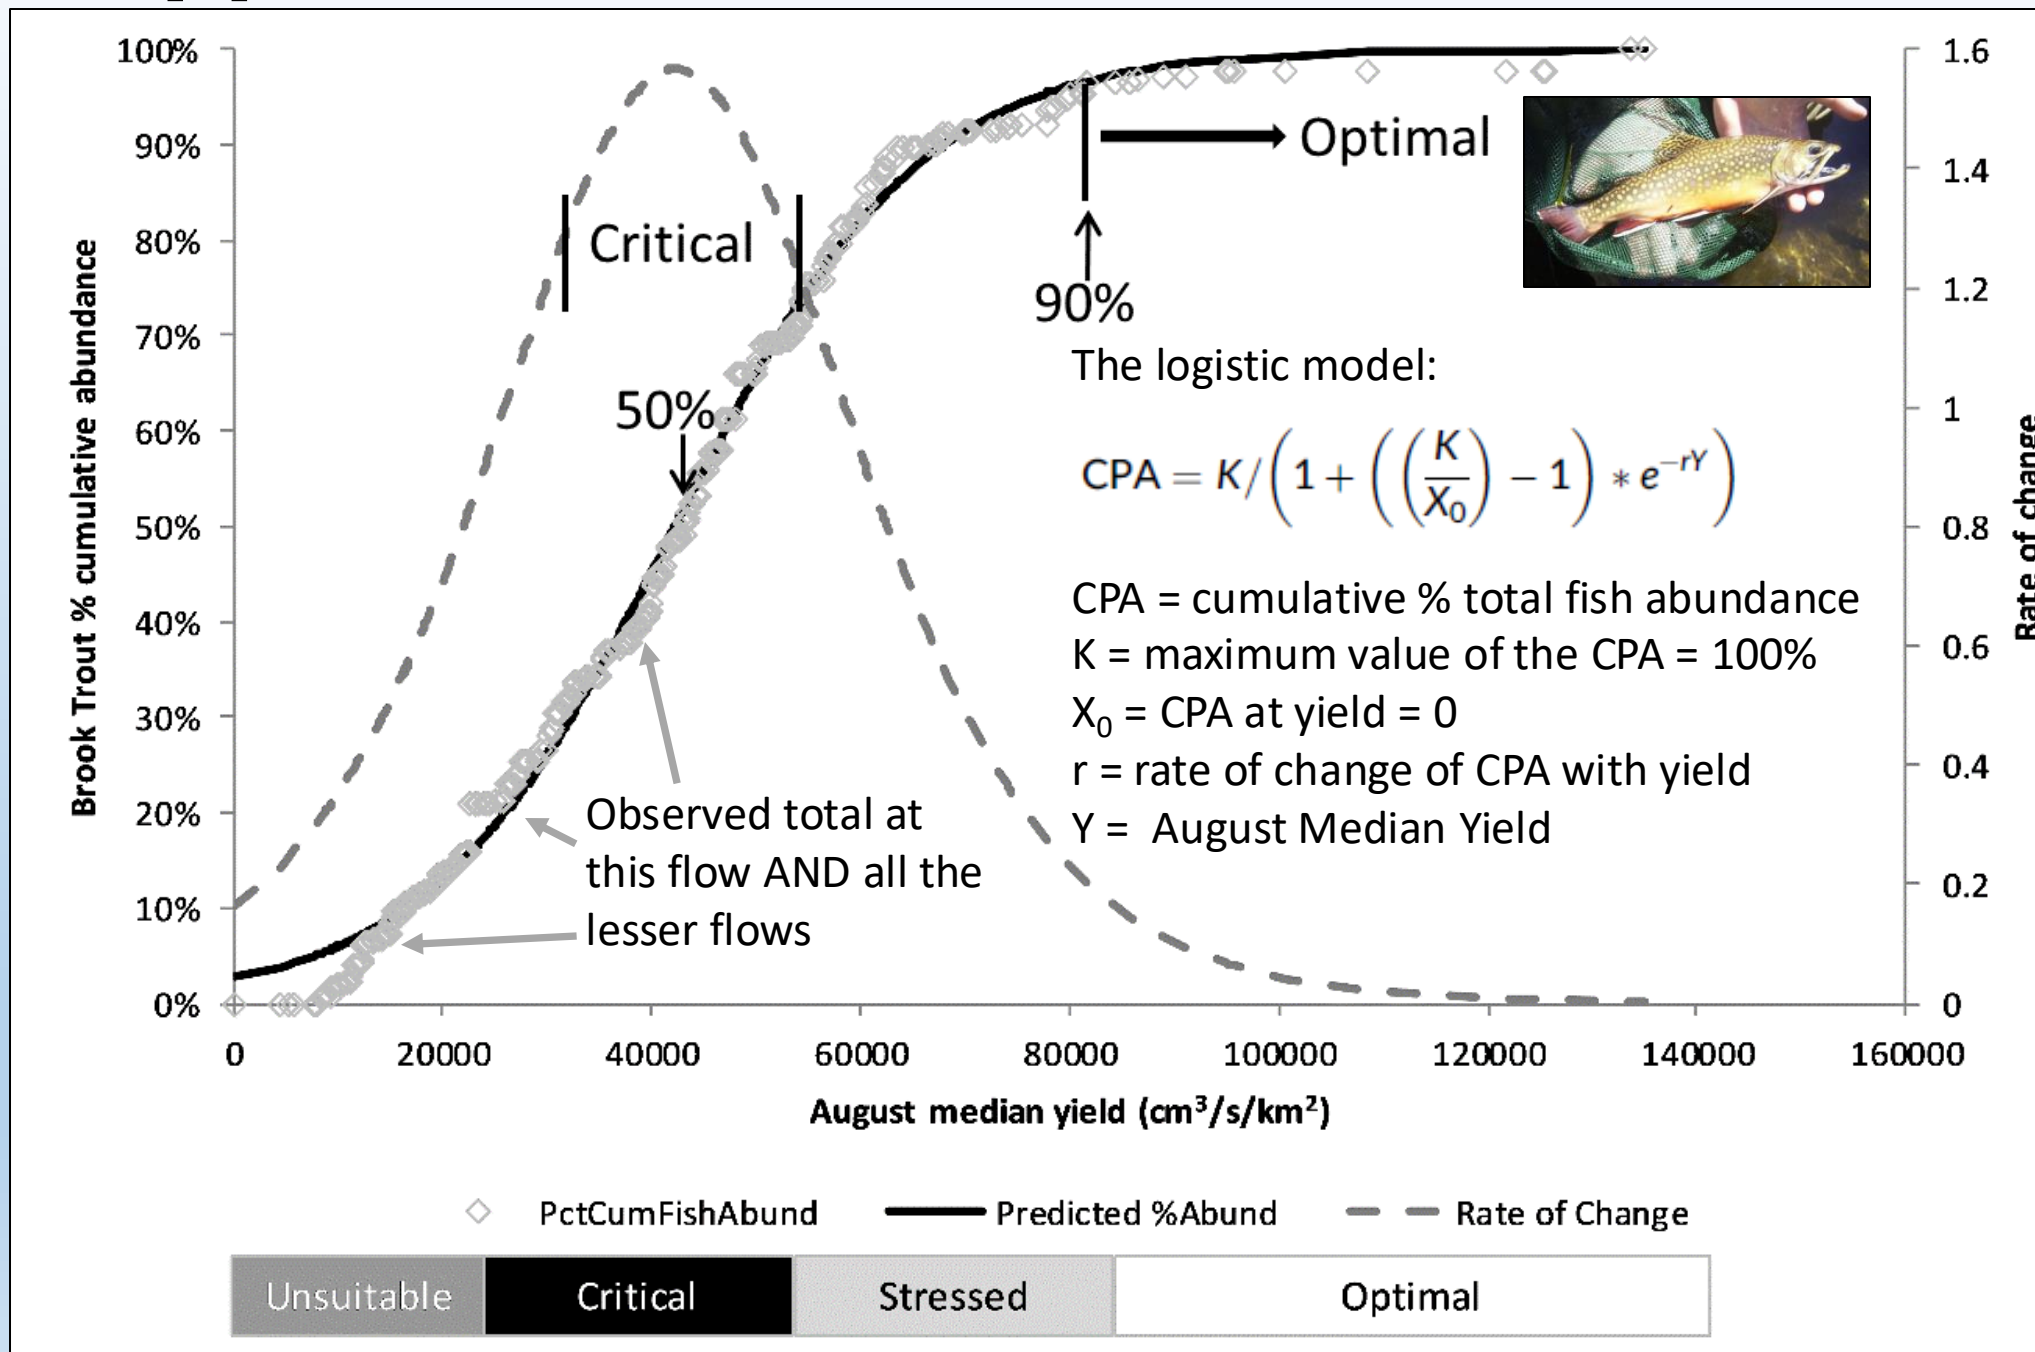 100%
90%
80%
70%
60%
50%
40%
30%
20%
10%
0%
Brook Trout % cumulative abundance
1.6
1.4
1.2
1
0.8
0.6
0.4
0.2
0
Rate of change
0 20000 40000 60000 80000 100000 120000 140000 160000
August median yield (cm³/s/km²)
Critical
50%
Optimal
90%
The logistic model:
CPA = K/(1 + ((K/X₀) − 1) * e^{−rY})
CPA = cumulative % total fish abundance
K = maximum value of the CPA = 100%
X₀ = CPA at yield = 0
r = rate of change of CPA with yield
Y = August Median Yield
Observed total at
this flow AND all the
lesser flows
PctCumFishAbund Predicted %Abund Rate of Change
Unsuitable Critical Stressed Optimal